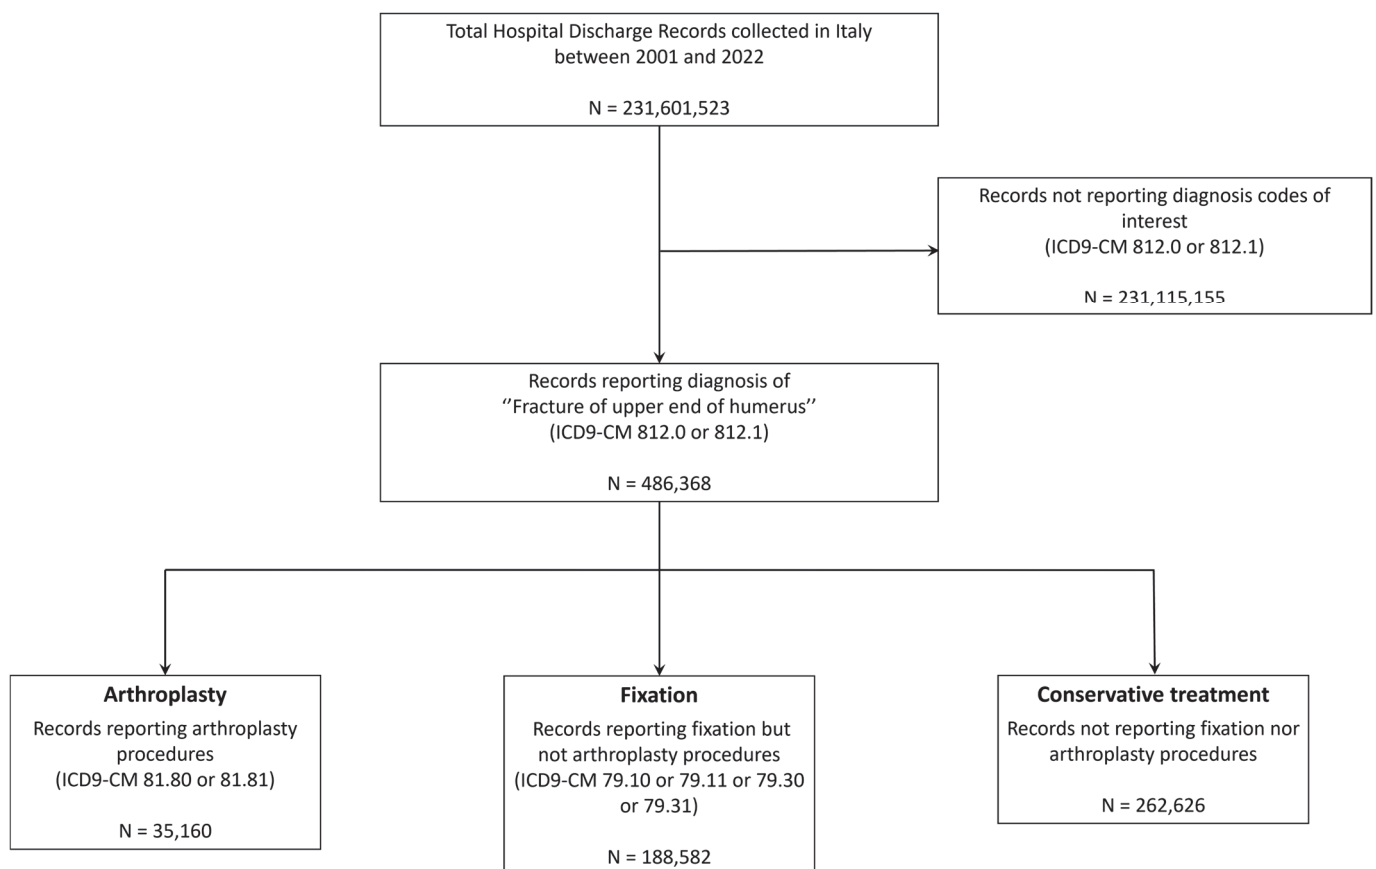 Total Hospital Discharge Records collected in Italy
between 2001 and 2022
N = 231,601,523
Records not reporting diagnosis codes of
interest
(ICD9-CM 812.0 or 812.1)
N = 231,115,155
Records reporting diagnosis of
‘’Fracture of upper end of humerus’’
(ICD9-CM 812.0 or 812.1)
N = 486,368
Arthroplasty
Records reporting arthroplasty
procedures
(ICD9-CM 81.80 or 81.81)
N = 35,160
Fixation
Records reporting fixation but
not arthroplasty procedures
(ICD9-CM 79.10 or 79.11 or 79.30
or 79.31)
N = 188,582
Conservative treatment
Records not reporting fixation nor
arthroplasty procedures
N = 262,626